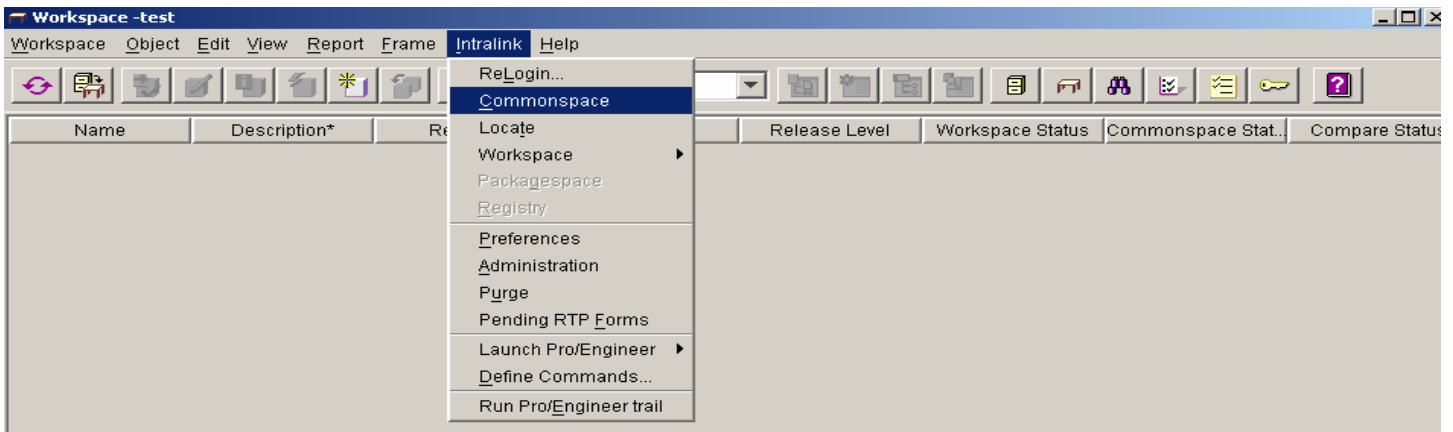 Workspace -test
Workspace Object Edit View Report Frame Intralink Help
ReLogin...
Commonspace
Name Description* Re Release Level Workspace Status Commonspace Stat... Compare Status
Locate
Workspace
Packagespace
Registry
Preferences
Administration
Purge
Pending RTP Forms
Launch Pro/Engineer
Define Commands...
Run Pro/Engineer trail